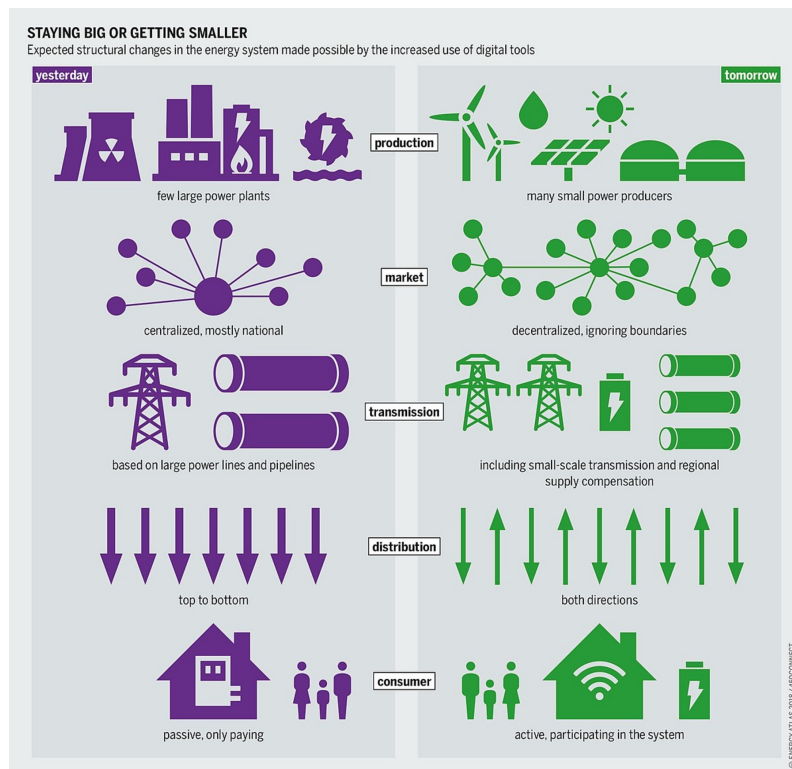 STAYING BIG OR GETTING SMALLER
Expected structural changes in the energy system made possible by the increased use of digital tools
yesterday
tomorrow
production
few large power plants
many small power producers
market
centralized, mostly national
decentralized, ignoring boundaries
transmission
based on large power lines and pipelines
including small-scale transmission and regional
supply compensation
distribution
top to bottom
both directions
consumer
passive, only paying
active, participating in the system
© ENERGY ATLAS 2018